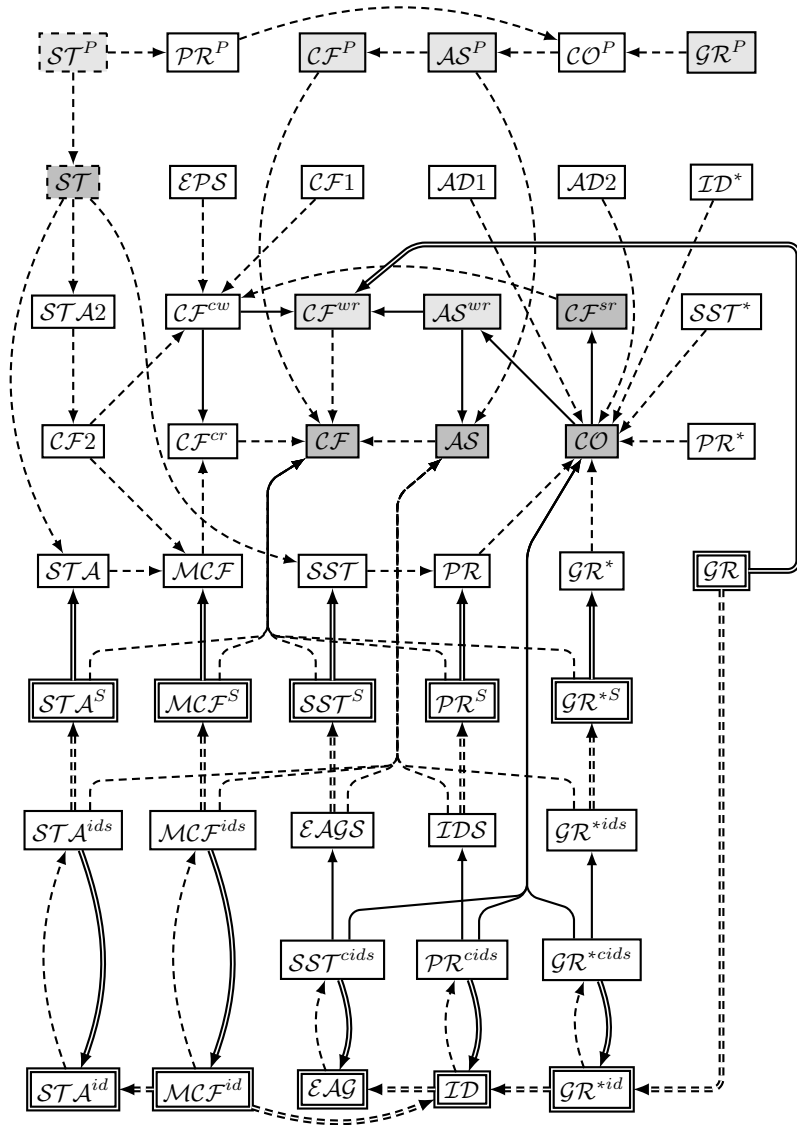 𝒮𝒯^P 𝒫ℛ^P 𝒞ℱ^P 𝒜𝒮^P 𝒞𝒪^P 𝒢ℛ^P
𝒮𝒯 ℰ𝒫𝒮 𝒞ℱ1 𝒜𝒟1 𝒜𝒟2 ℐ𝒟^*
𝒮𝒯𝒜2 𝒞ℱ^{cw} 𝒞ℱ^{wr} 𝒜𝒮^{wr} 𝒞ℱ^{sr} 𝒮𝒮𝒯^*
𝒞ℱ2 𝒞ℱ^{cr} 𝒞ℱ 𝒜𝒮 𝒞𝒪 𝒫ℛ^*
𝒮𝒯𝒜 ℳ𝒞ℱ 𝒮𝒮𝒯 𝒫ℛ 𝒢ℛ^* 𝒢ℛ
𝒮𝒯𝒜^S ℳ𝒞ℱ^S 𝒮𝒮𝒯^S 𝒫ℛ^S 𝒢ℛ^{*S}
𝒮𝒯𝒜^{ids} ℳ𝒞ℱ^{ids} ℰ𝒜𝒢𝒮 ℐ𝒟𝒮 𝒢ℛ^{*ids}
𝒮𝒮𝒯^{cids} 𝒫ℛ^{cids} 𝒢ℛ^{*cids}
𝒮𝒯𝒜^{id} ℳ𝒞ℱ^{id} ℰ𝒜𝒢 ℐ𝒟 𝒢ℛ^{*id}